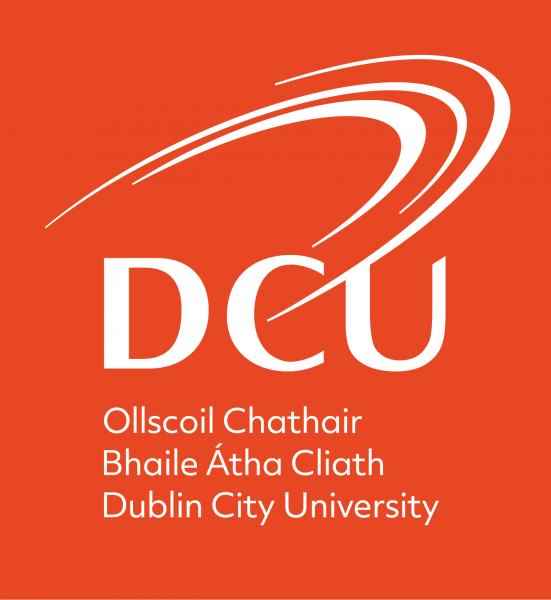 DCU
Ollscoil Chathair
Bhaile Átha Cliath
Dublin City University